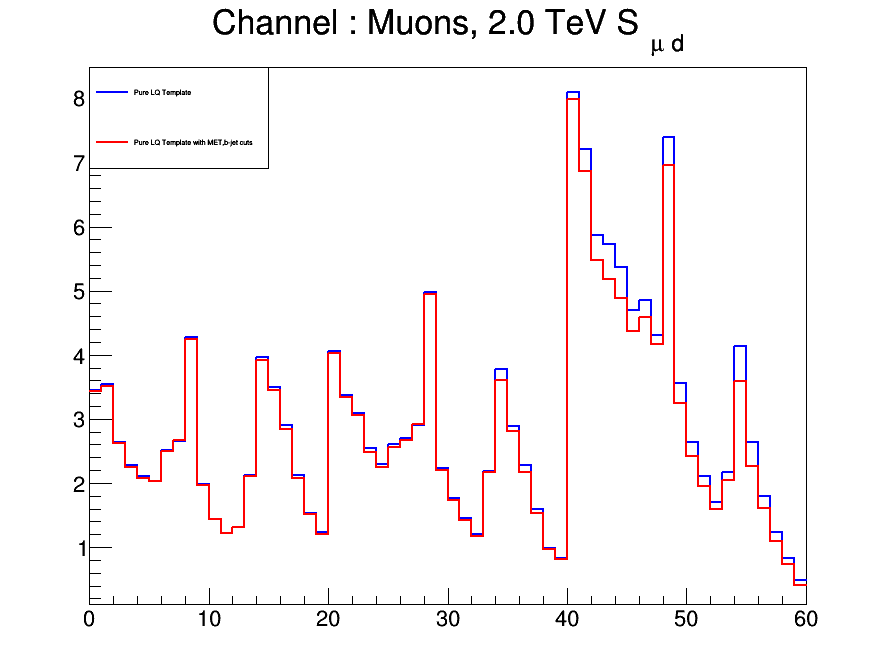 Channel : Muons, 2.0 TeV S μ d
Pure LQ Template
Pure LQ Template with MET,b-jet cuts
8
7
6
5
4
3
2
1
0 10 20 30 40 50 60